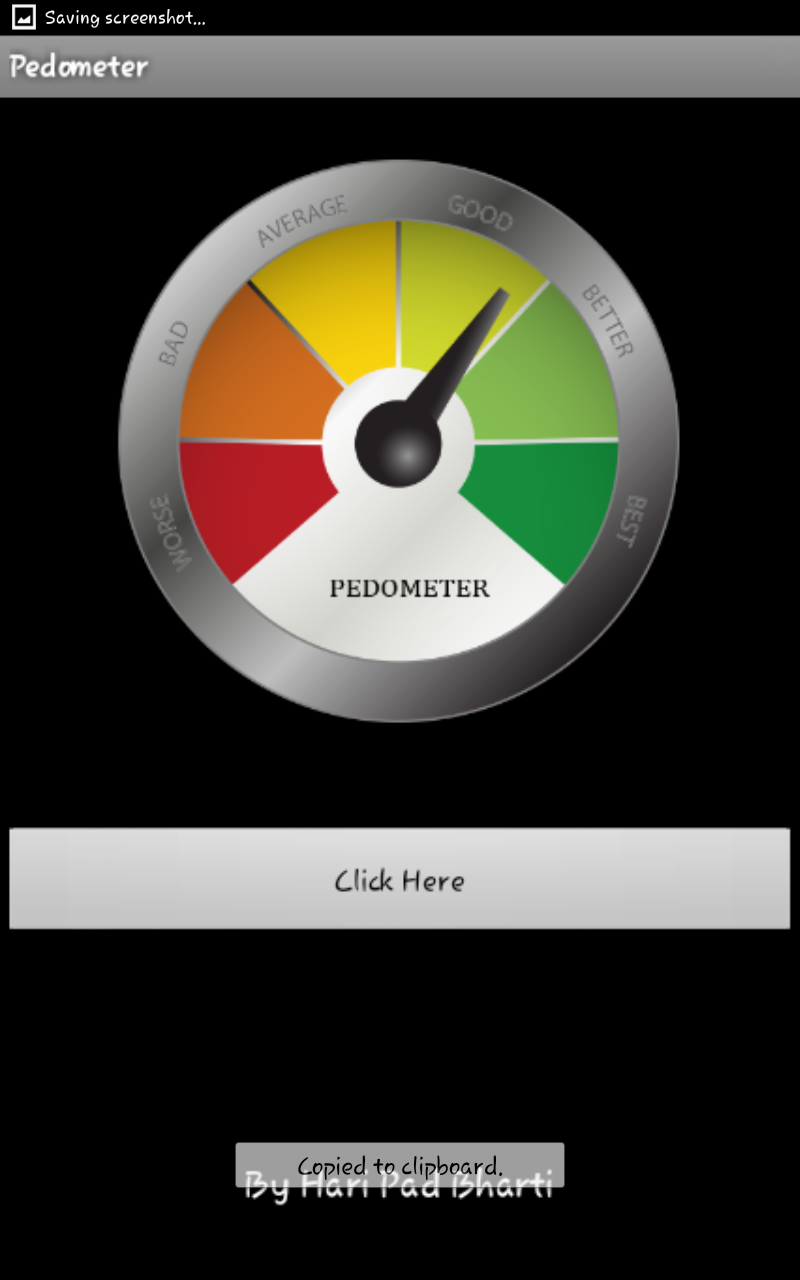 Saving screenshot...
Pedometer
AVERAGE
GOOD
BAD
BETTER
WORSE
BEST
PEDOMETER
Click Here
Copied to clipboard.
By Hari Pad Bharti